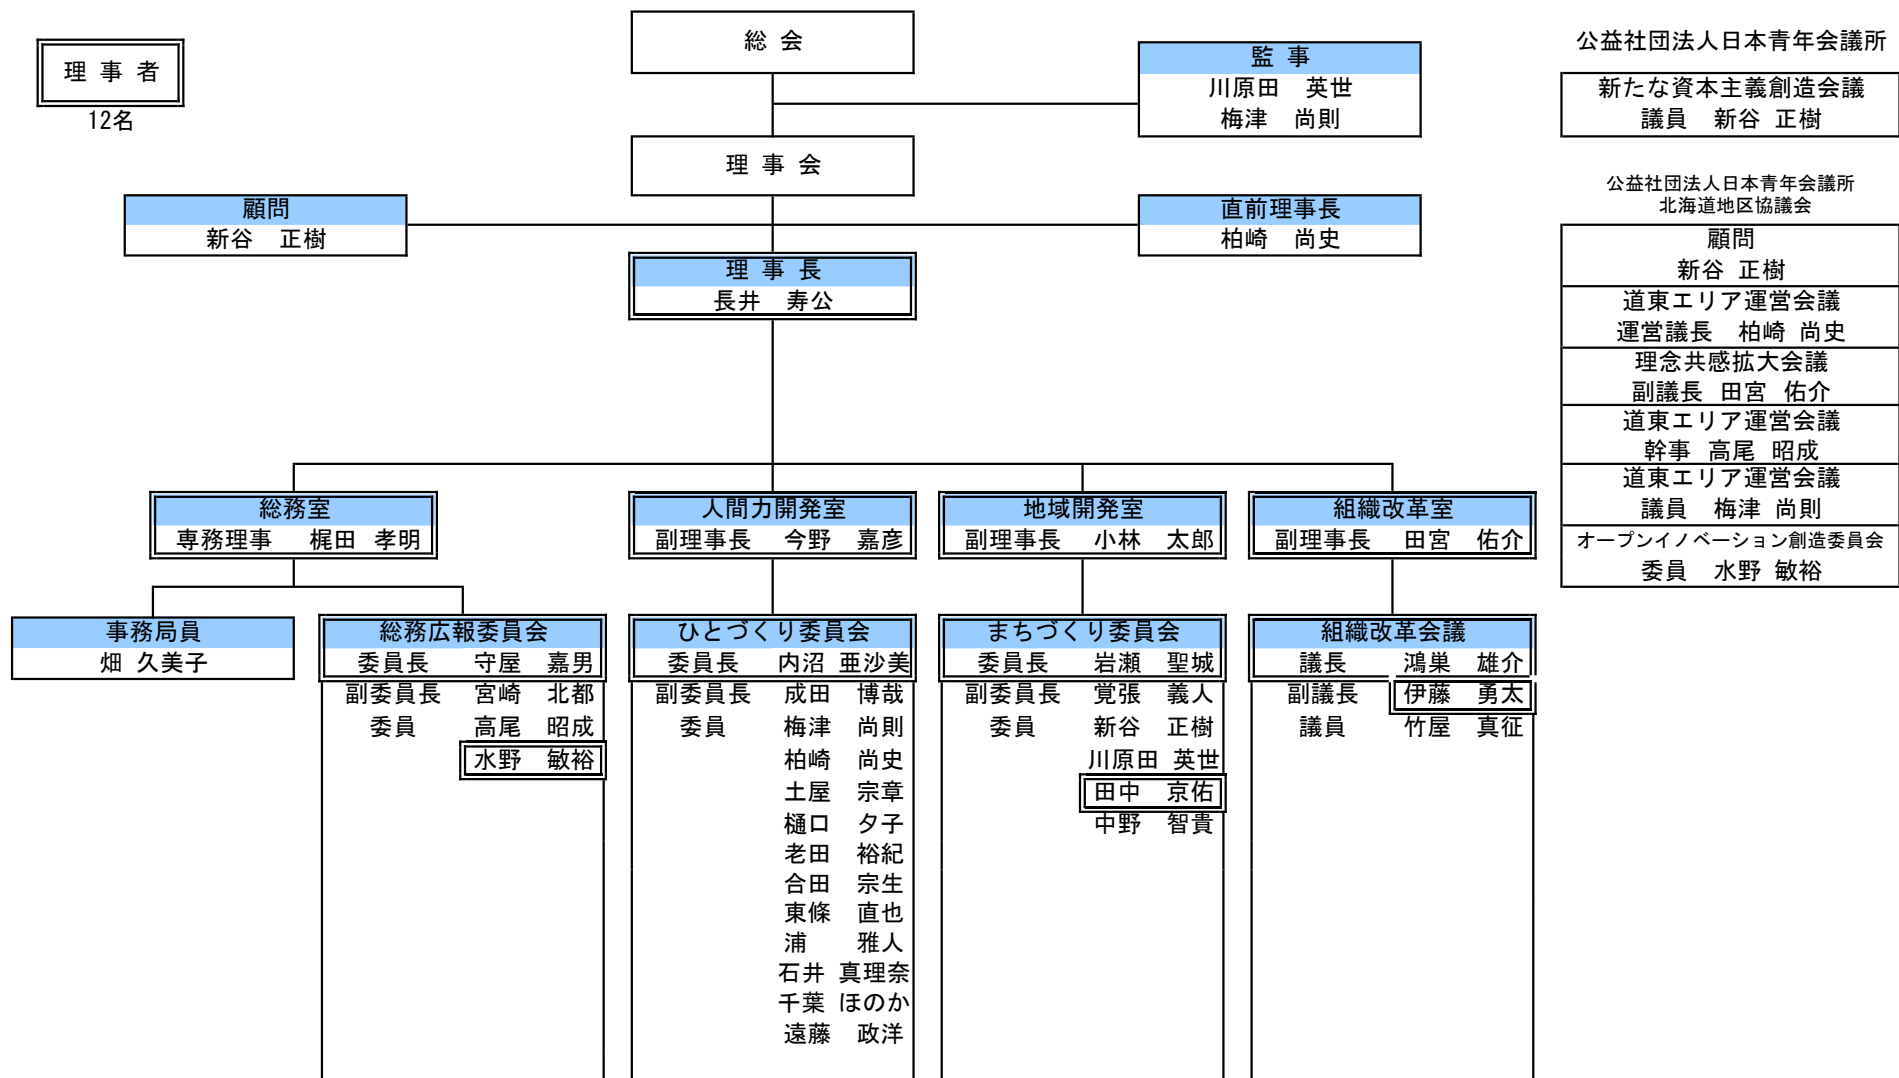 総 会
理 事 者
12名
監 事
川原田　英世
梅津　尚則
公益社団法人日本青年会議所
新たな資本主義創造会議
議員　新谷 正樹
理 事 会
顧問
新谷　正樹
直前理事長
柏崎　尚史
理 事 長
長井　寿公
公益社団法人日本青年会議所
北海道地区協議会
顧問
新谷 正樹
道東エリア運営会議
運営議長　柏崎 尚史
理念共感拡大会議
副議長 田宮 佑介
道東エリア運営会議
幹事 高尾 昭成
道東エリア運営会議
議員　梅津 尚則
オープンイノベーション創造委員会
委員　水野 敏裕
総務室
専務理事　梶田 孝明
人間力開発室
副理事長　今野 嘉彦
地域開発室
副理事長　小林　太郎
組織改革室
副理事長　田宮　佑介
事務局員
畑 久美子
総務広報委員会
委員長　守屋　嘉男
副委員長　宮崎　北都
委員　高尾　昭成
水野　敏裕
ひとづくり委員会
委員長　内沼 亜沙美
副委員長　成田　博哉
委員　梅津　尚則
柏崎　尚史
土屋　宗章
樋口　夕子
老田　裕紀
合田　宗生
東條　直也
浦　雅人
石井 真理奈
千葉 ほのか
遠藤　政洋
まちづくり委員会
委員長　岩瀬　聖城
副委員長　覚張　義人
委員　新谷　正樹
川原田 英世
田中　京佑
中野　智貴
組織改革会議
議長　鴻巣　雄介
副議長　伊藤　勇太
議員　竹屋　真征